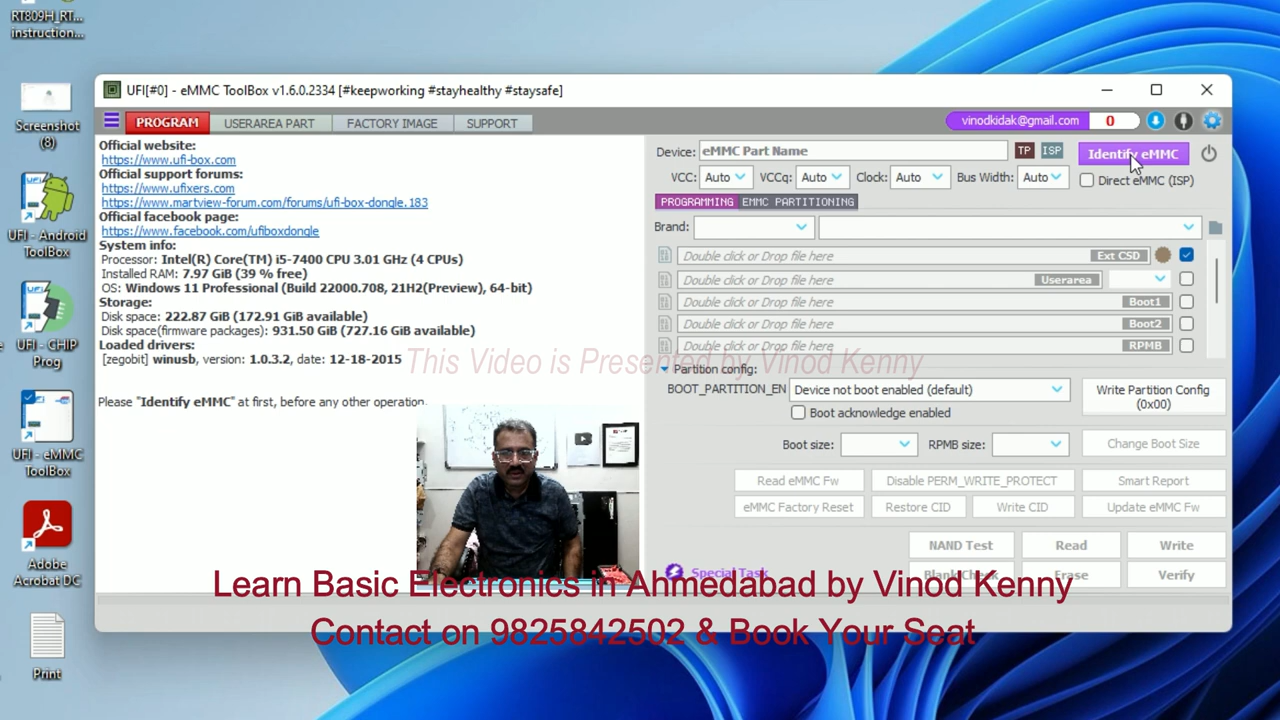 RT809H_RT...
instruction...
Screenshot
(8)
UFI - Android
ToolBox
UFI - CHIP
Prog
UFI - eMMC
ToolBox
Adobe
Acrobat DC
Print
UFI[#0] - eMMC ToolBox v1.6.0.2334 [#keepworking #stayhealthy #staysafe]
PROGRAM USERAREA PART FACTORY IMAGE SUPPORT
vinodkidak@gmail.com 0
Official website:
https://www.ufi-box.com
Official support forums:
https://www.ufixers.com
https://www.martview-forum.com/forums/ufi-box-dongle.183
Official facebook page:
https://www.facebook.com/ufiboxdongle
System info:
Processor: Intel(R) Core(TM) i5-7400 CPU 3.01 GHz (4 CPUs)
Installed RAM: 7.97 GiB (39 % free)
OS: Windows 11 Professional (Build 22000.708, 21H2(Preview), 64-bit)
Storage:
Disk space: 222.87 GiB (172.91 GiB available)
Disk space(firmware packages): 931.50 GiB (727.16 GiB available)
Loaded drivers:
[zegobit] winusb, version: 1.0.3.2, date: 12-18-2015
Please "Identify eMMC" at first, before any other operation.
Device: eMMC Part Name TP ISP Identify eMMC
VCC: Auto VCCq: Auto Clock: Auto Bus Width: Auto Direct eMMC (ISP)
PROGRAMMING EMMC PARTITIONING
Brand:
Double click or Drop file here Ext CSD
Double click or Drop file here Userarea
Double click or Drop file here Boot1
Double click or Drop file here Boot2
Double click or Drop file here RPMB
This Video is Presented by Vinod Kenny
Partition config:
BOOT_PARTITION_EN Device not boot enabled (default) Write Partition Config
(0x00)
Boot acknowledge enabled
Boot size: RPMB size: Change Boot Size
Read eMMC Fw Disable PERM_WRITE_PROTECT Smart Report
eMMC Factory Reset Restore CID Write CID Update eMMC Fw
NAND Test Read Write
Special Task Blank Check Erase Verify
Learn Basic Electronics in Ahmedabad by Vinod Kenny
Contact on 9825842502 & Book Your Seat